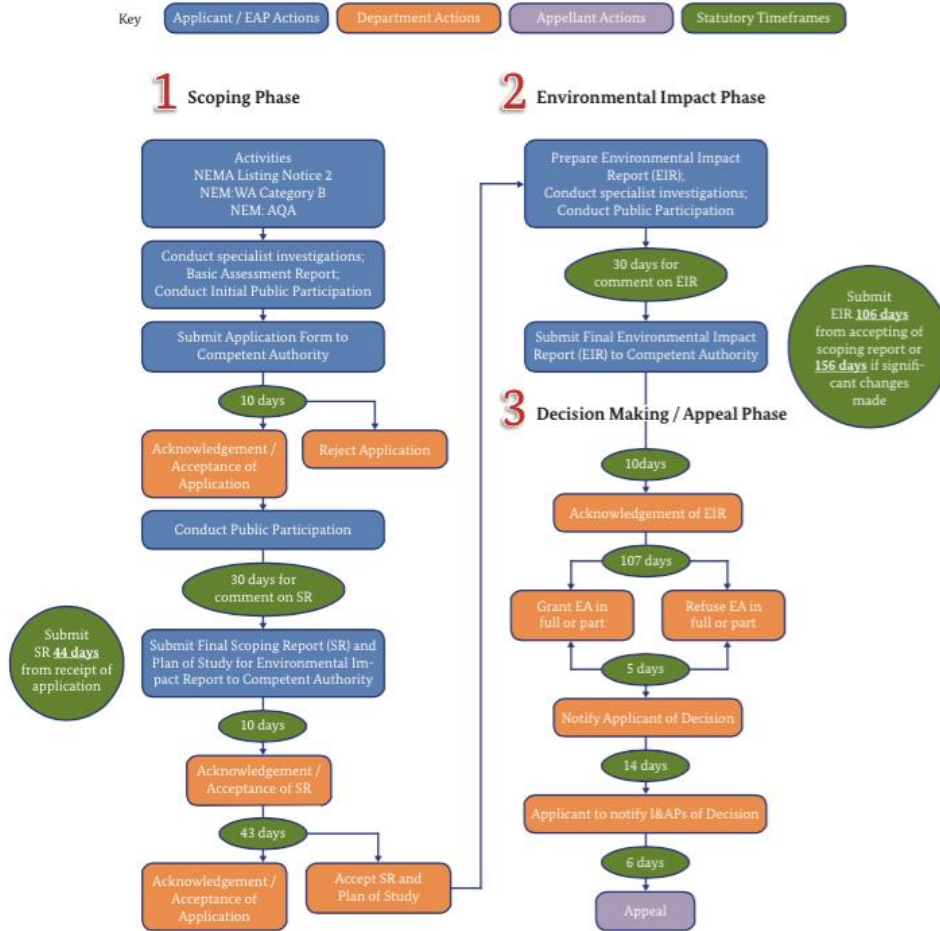 Key
Applicant / EAP Actions
Department Actions
Appellant Actions
Statutory Timeframes
1 Scoping Phase
Activities
NEMA Listing Notice 2
NEM:WA Category B
NEM: AQA
Conduct specialist investigations;
Basic Assessment Report;
Conduct Initial Public Participation
Submit Application Form to
Competent Authority
10 days
Acknowledgement /
Acceptance of
Application
Reject Application
Conduct Public Participation
30 days for
comment on SR
Submit
SR 44 days
from receipt of
application
Submit Final Scoping Report (SR) and
Plan of Study for Environmental Im-
pact Report to Competent Authority
10 days
Acknowledgement /
Acceptance of SR
43 days
Acknowledgement /
Acceptance of
Application
Accept SR and
Plan of Study
2 Environmental Impact Phase
Prepare Environmental Impact
Report (EIR);
Conduct specialist investigations;
Conduct Public Participation
30 days for
comment on EIR
Submit Final Environmental Impact
Report (EIR) to Competent Authority
Submit
EIR 106 days
from accepting of
scoping report or
156 days if signifi-
cant changes
made
3 Decision Making / Appeal Phase
10days
Acknowledgement of EIR
107 days
Grant EA in
full or part
Refuse EA in
full or part
5 days
Notify Applicant of Decision
14 days
Applicant to notify I&APs of Decision
6 days
Appeal